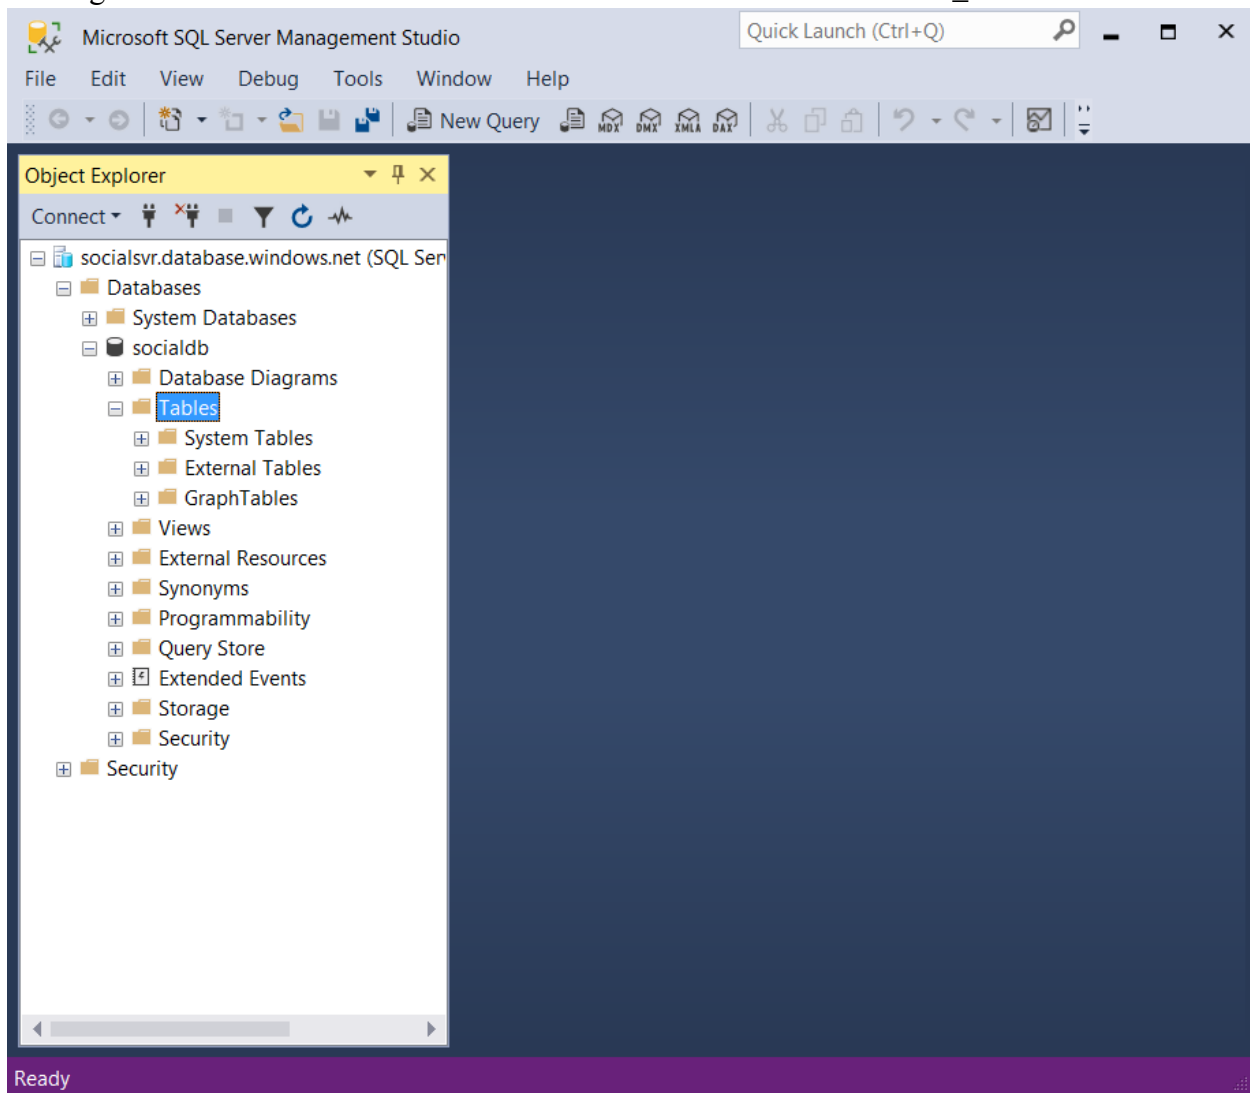 Microsoft SQL Server Management Studio
Quick Launch (Ctrl+Q)
File Edit View Debug Tools Window Help
New Query MDX DMX XMLA DAX
Object Explorer
Connect
socialsvr.database.windows.net (SQL Ser
Databases
System Databases
socialdb
Database Diagrams
Tables
System Tables
External Tables
GraphTables
Views
External Resources
Synonyms
Programmability
Query Store
Extended Events
Storage
Security
Security
Ready